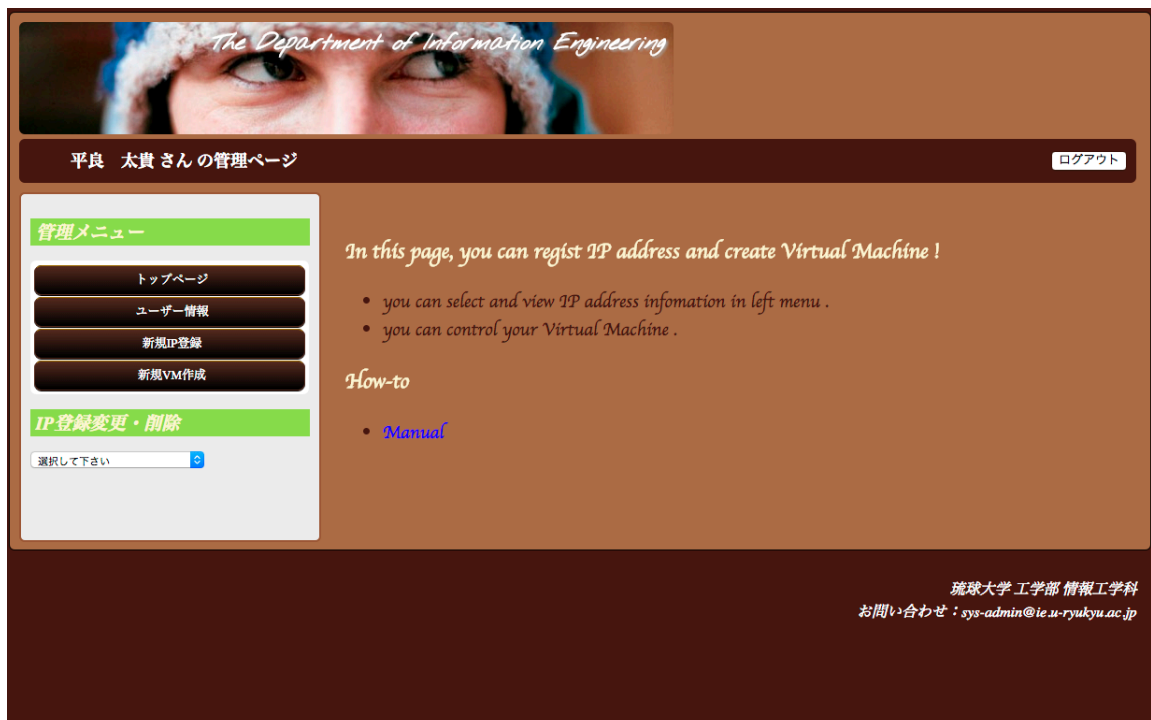 The Department of Information Engineering
平良　太貴 さん の管理ページ
ログアウト
管理メニュー
トップページ
ユーザー情報
新規IP登録
新規VM作成
IP登録変更・削除
選択して下さい
In this page, you can regist IP address and create Virtual Machine !
• you can select and view IP address infomation in left menu .
• you can control your Virtual Machine .
How-to
• Manual
琉球大学 工学部 情報工学科
お問い合わせ：sys-admin@ie.u-ryukyu.ac.jp